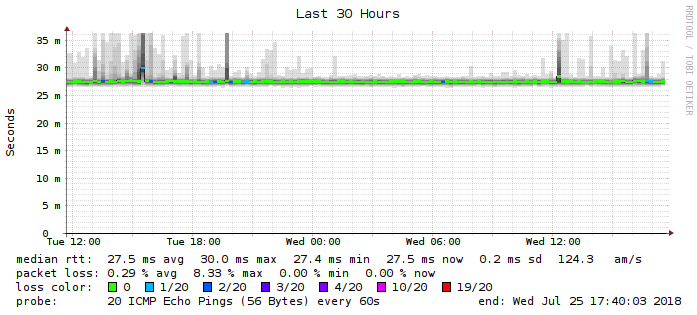 Last 30 Hours
RRDTOOL / TOBI OETIKER
Seconds
35 m
30 m
25 m
20 m
15 m
10 m
5 m
0
Tue 12:00 Tue 18:00 Wed 00:00 Wed 06:00 Wed 12:00
median rtt: 27.5 ms avg 30.0 ms max 27.4 ms min 27.5 ms now 0.2 ms sd 124.3 am/s
packet loss: 0.29 % avg 8.33 % max 0.00 % min 0.00 % now
loss color: 0 1/20 2/20 3/20 4/20 10/20 19/20
probe: 20 ICMP Echo Pings (56 Bytes) every 60s end: Wed Jul 25 17:40:03 2018